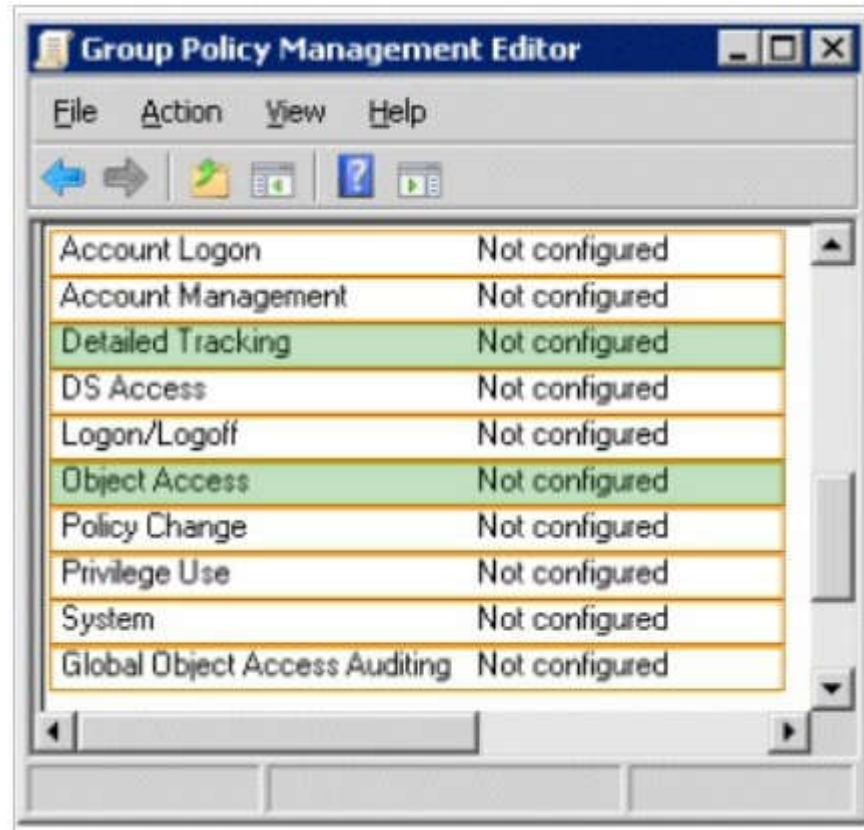 Group Policy Management Editor
File Action View Help
Account Logon Not configured
Account Management Not configured
Detailed Tracking Not configured
DS Access Not configured
Logon/Logoff Not configured
Object Access Not configured
Policy Change Not configured
Privilege Use Not configured
System Not configured
Global Object Access Auditing Not configured